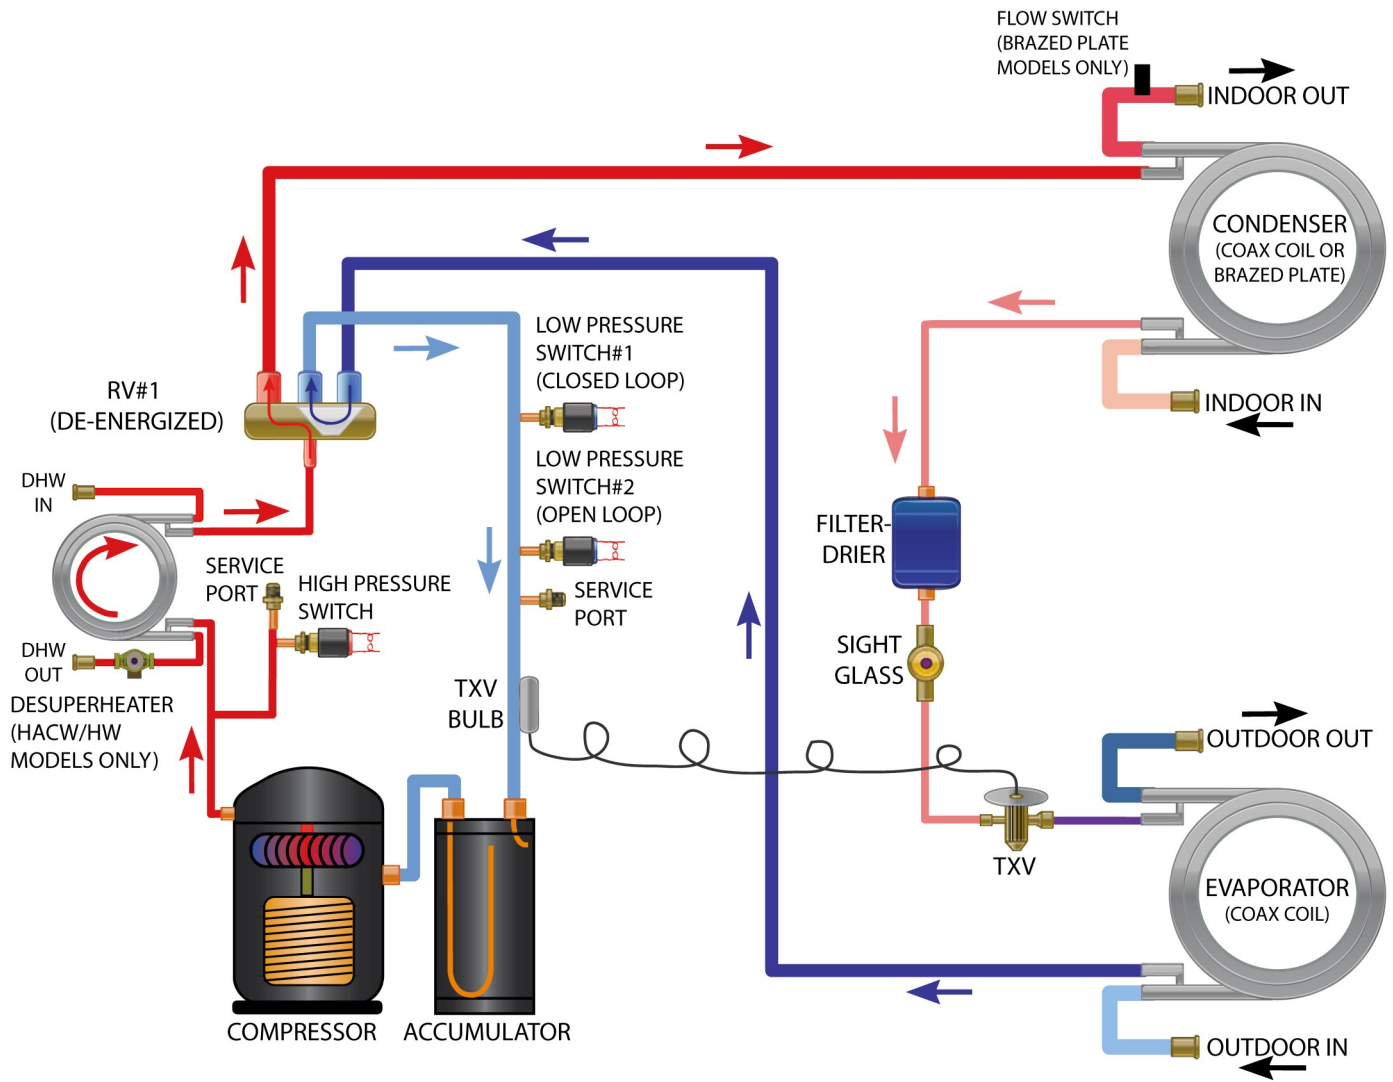 FLOW SWITCH
(BRAZED PLATE
MODELS ONLY)
INDOOR OUT
CONDENSER
(COAX COIL OR
BRAZED PLATE)
INDOOR IN
LOW PRESSURE
SWITCH#1
(CLOSED LOOP)
RV#1
(DE-ENERGIZED)
LOW PRESSURE
SWITCH#2
(OPEN LOOP)
DHW
IN
FILTER-
DRIER
SERVICE
PORT
HIGH PRESSURE
SWITCH
SERVICE
PORT
DHW
OUT
SIGHT
GLASS
DESUPERHEATER
(HACW/HW
MODELS ONLY)
TXV
BULB
OUTDOOR OUT
TXV
EVAPORATOR
(COAX COIL)
COMPRESSOR
ACCUMULATOR
OUTDOOR IN